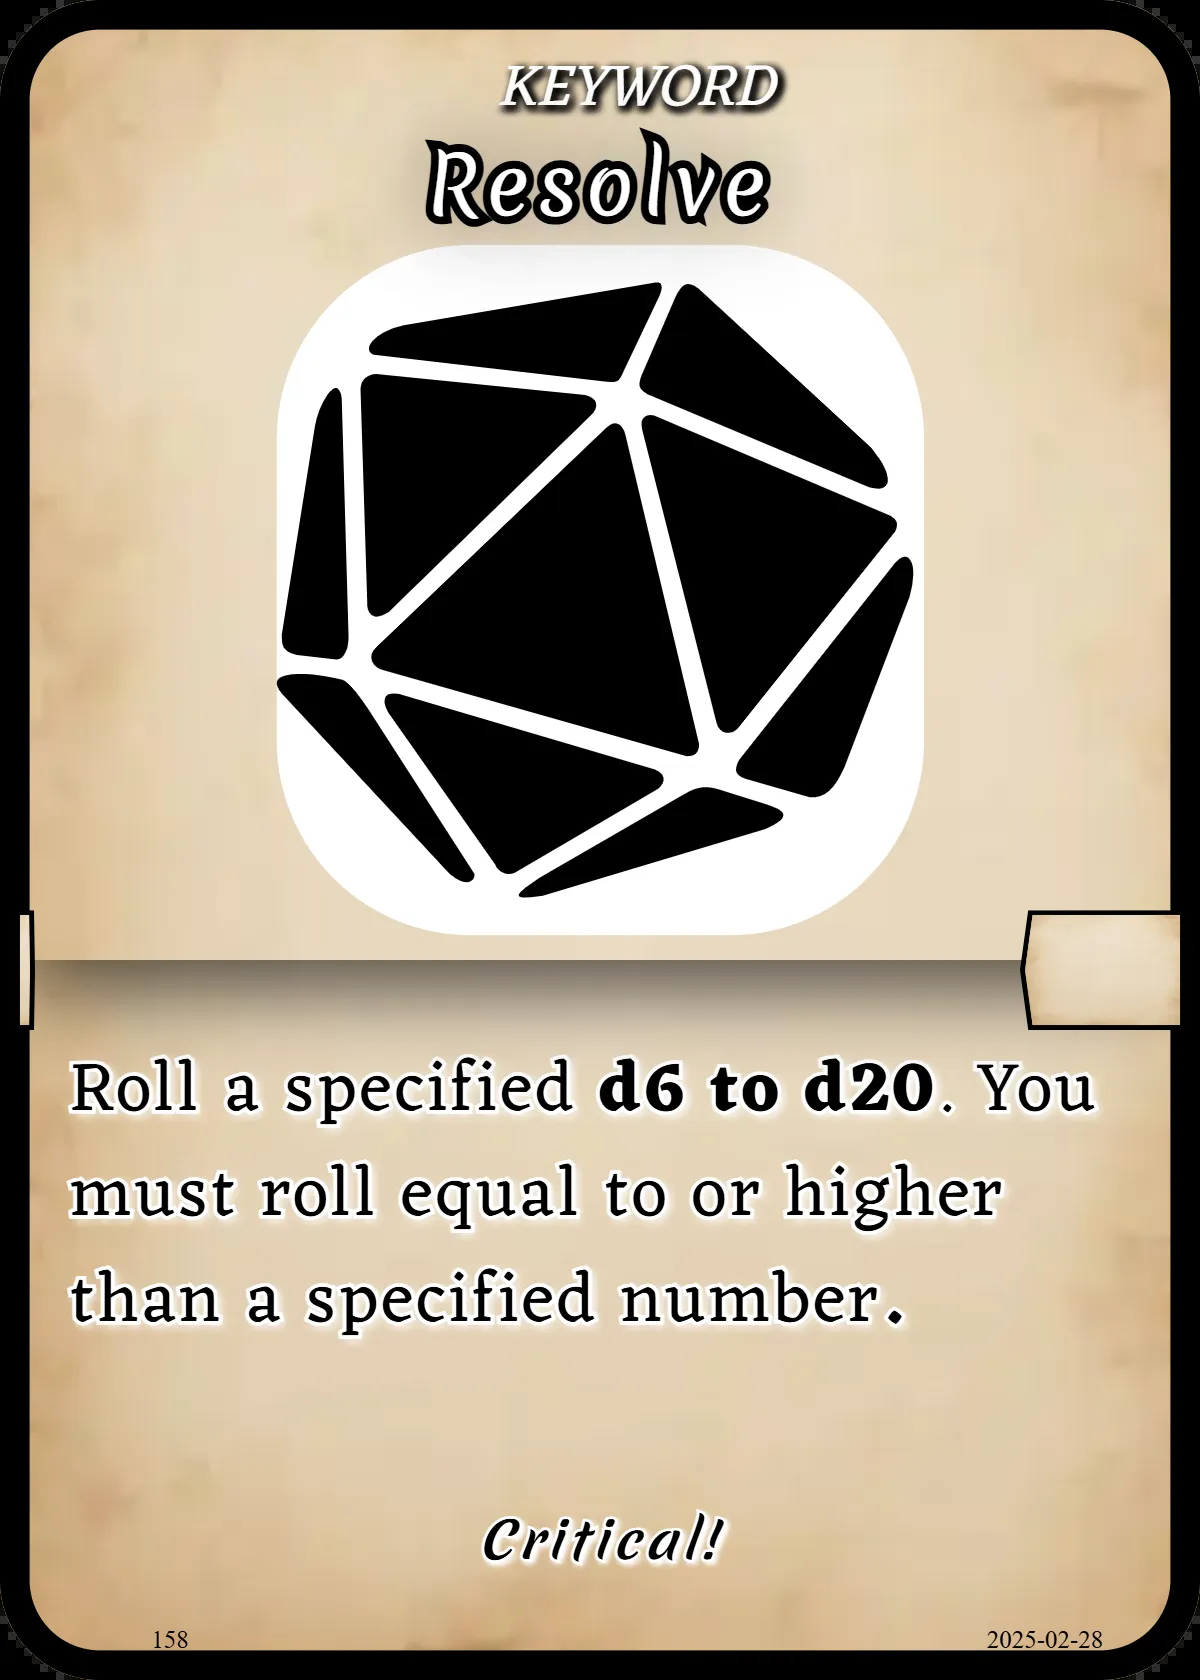 KEYWORD
Resolve
Roll a specified d6 to d20. You
must roll equal to or higher
than a specified number.
Critical!
158
2025-02-28